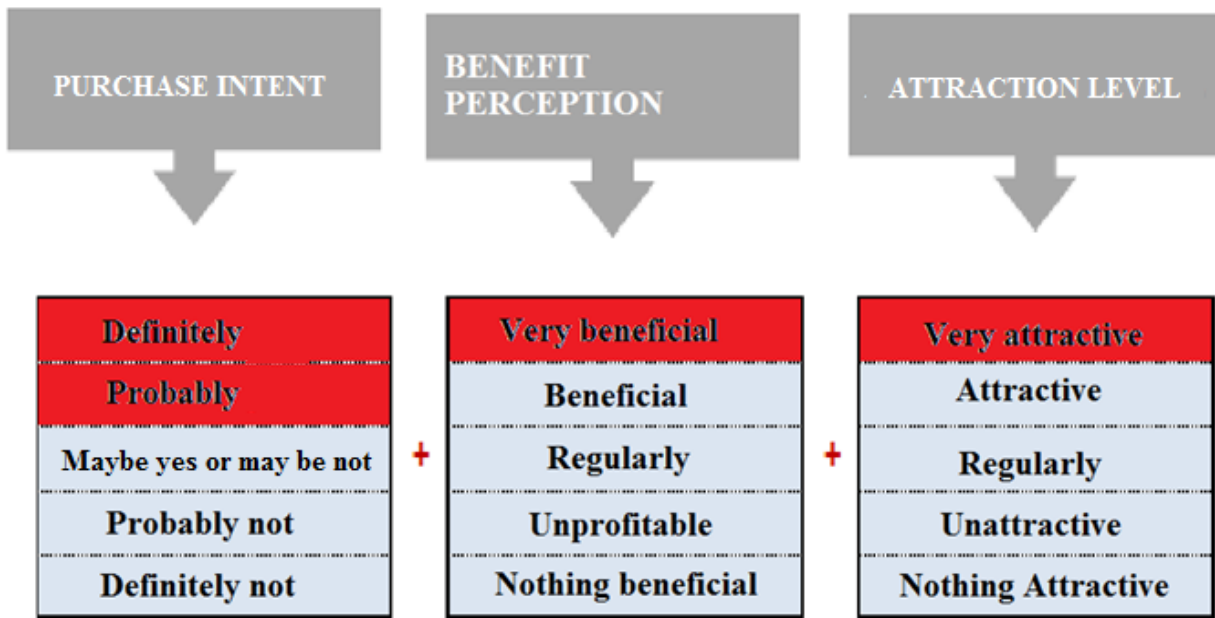 PURCHASE INTENT
BENEFIT
PERCEPTION
. ATTRACTION LEVEL
Definitely
Probably
Maybe yes or may be not
Probably not
Definitely not
+
Very beneficial
Beneficial
Regularly
Unprofitable
Nothing beneficial
+
Very attractive
Attractive
Regularly
Unattractive
Nothing Attractive